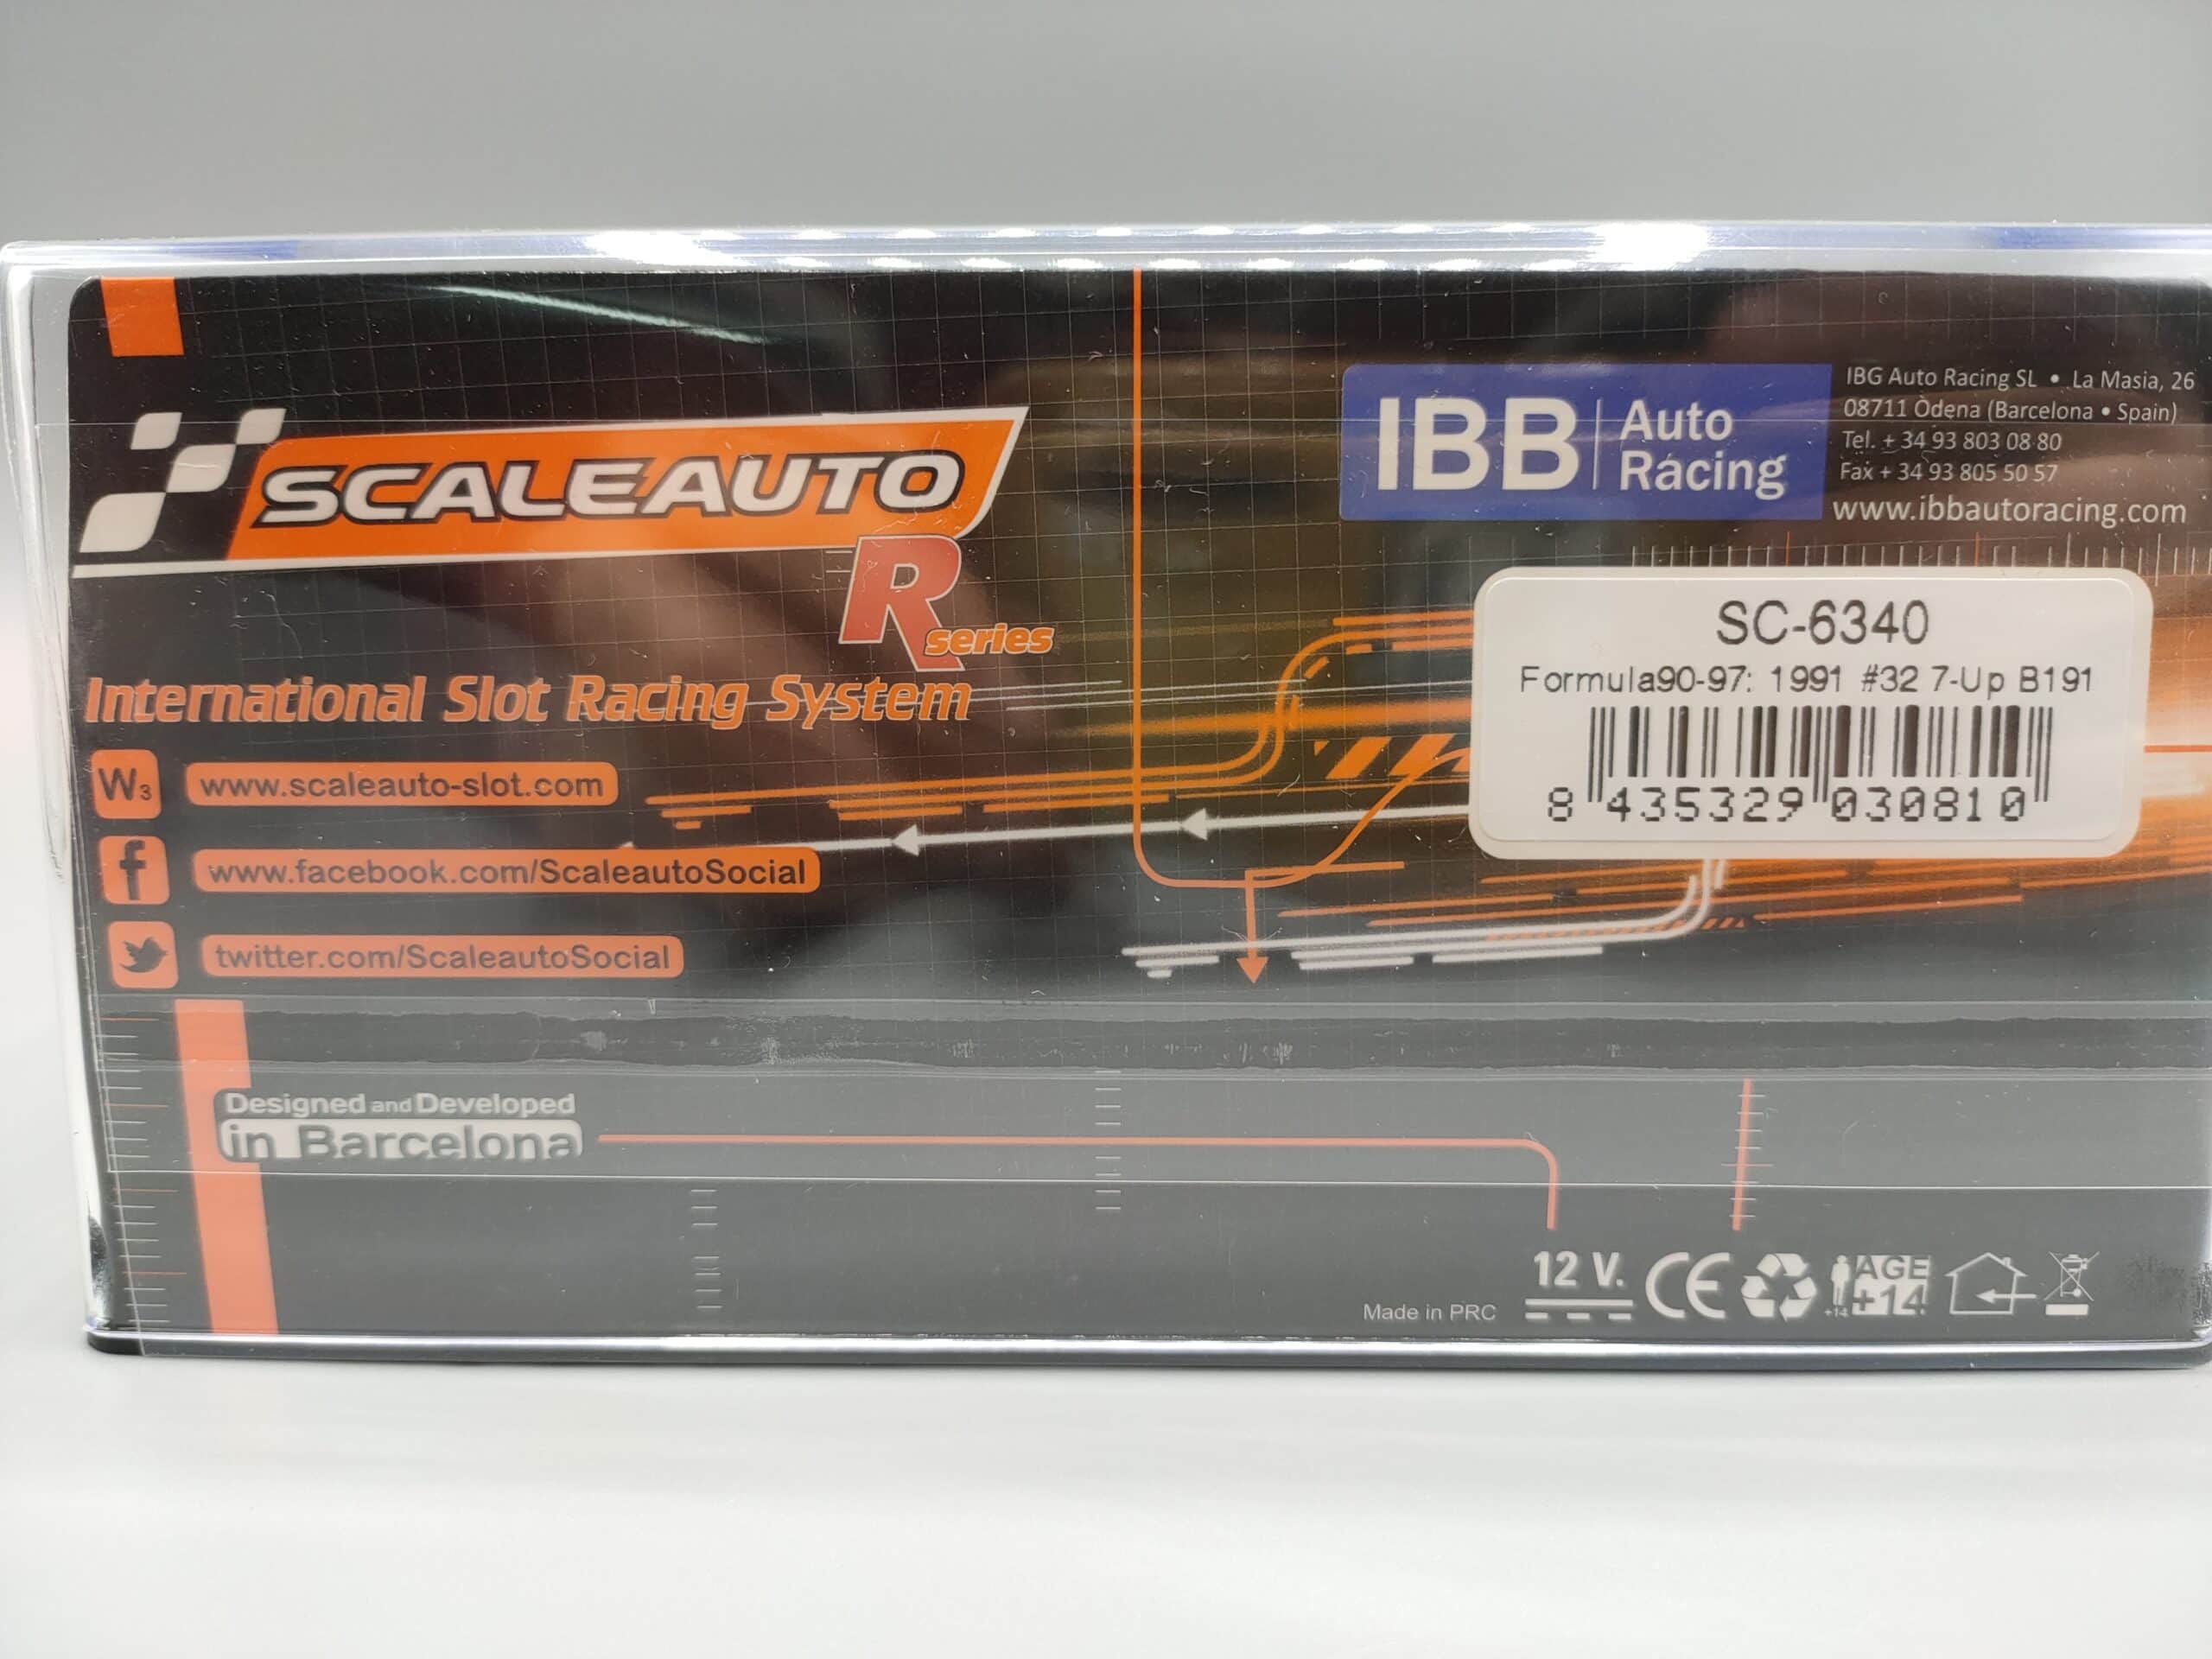 SCALEAUTO
R series
International Slot Racing System
W3 www.scaleauto-slot.com
f www.facebook.com/ScaleautoSocial
twitter.com/ScaleautoSocial
Designed and Developed
in Barcelona
IBB Auto Racing
IBG Auto Racing SL • La Masia, 26
08711 Òdena (Barcelona • Spain)
Tel. + 34 93 803 08 80
Fax + 34 93 805 50 57
www.ibbautoracing.com
SC-6340
Formula90-97: 1991 #32 7-Up B191
8 435329 030810
Made in PRC
12 V.
CE
+14
AGE
+14